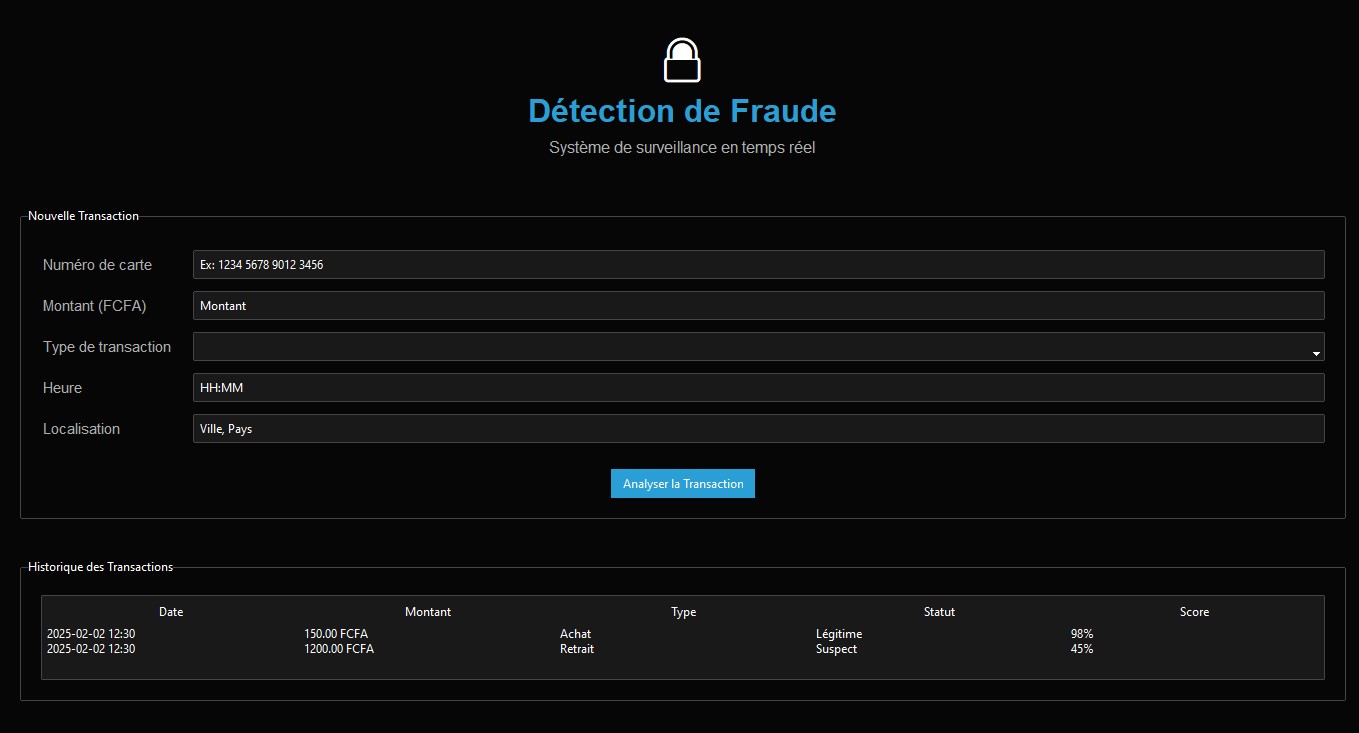 Détection de Fraude
Système de surveillance en temps réel
Nouvelle Transaction
Numéro de carte Ex: 1234 5678 9012 3456
Montant (FCFA) Montant
Type de transaction
Heure HH:MM
Localisation Ville, Pays
Analyser la Transaction
Historique des Transactions
Date Montant Type Statut Score
2025-02-02 12:30 150.00 FCFA Achat Légitime 98%
2025-02-02 12:30 1200.00 FCFA Retrait Suspect 45%